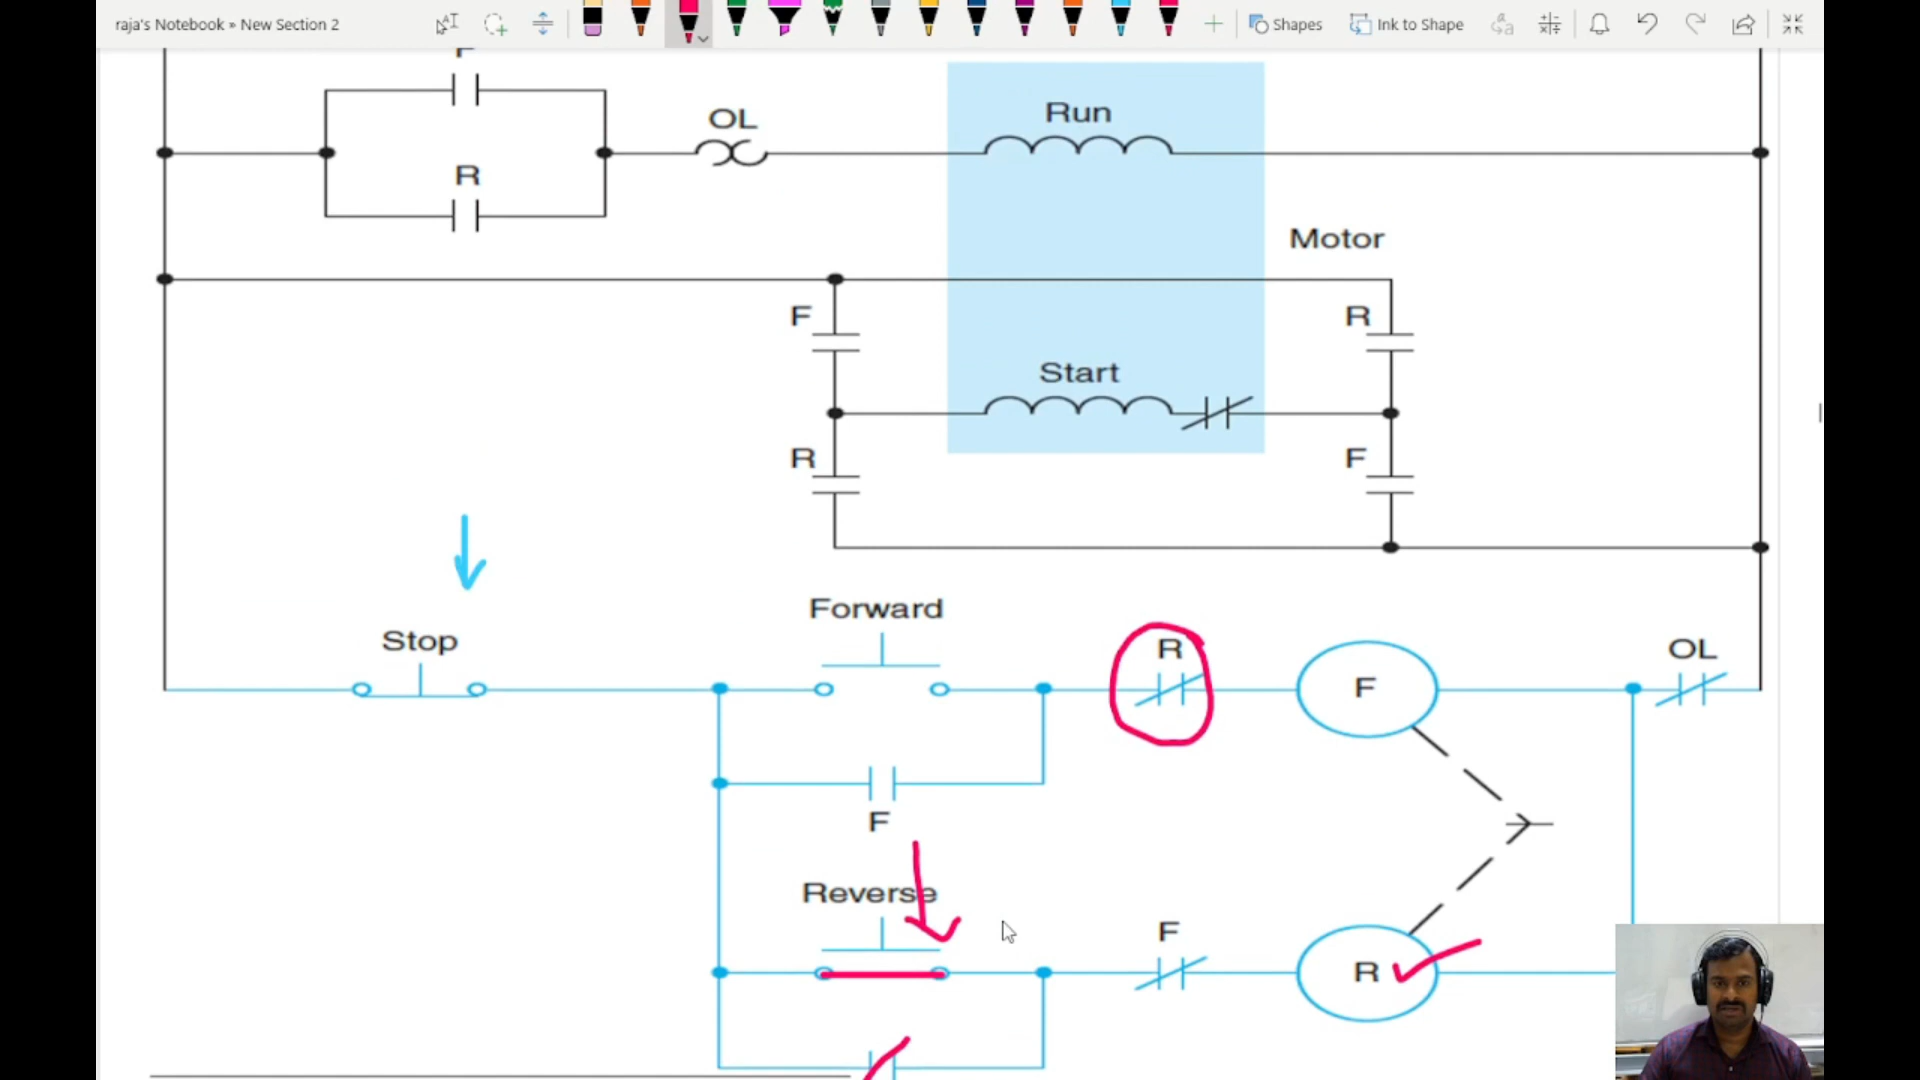 raja's Notebook » New Section 2
Shapes
Ink to Shape
F
OL
Run
R
Motor
F
R
Start
R
F
Forward
Stop
R
F
OL
F
Reverse
F
R